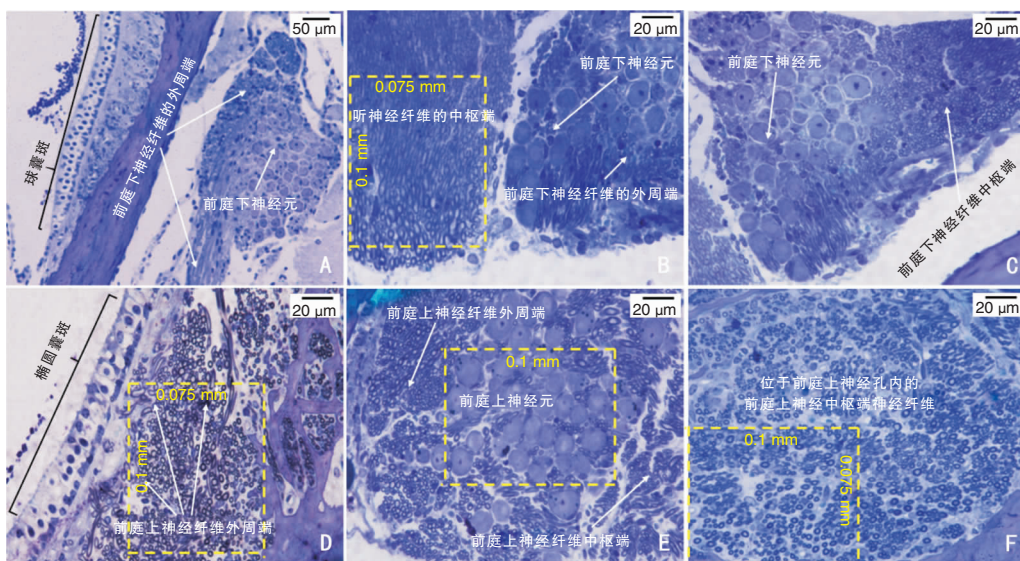 50 μm
球囊斑
前庭下神经纤维的外周端
前庭下神经元
A
20 μm
0.075 mm
听神经纤维的中枢端
0.1 mm
前庭下神经元
前庭下神经纤维的外周端
B
20 μm
前庭下神经元
前庭下神经纤维中枢端
C
20 μm
椭圆囊斑
0.075 mm
0.1 mm
前庭上神经纤维外周端
D
20 μm
前庭上神经纤维外周端
0.1 mm
前庭上神经元
前庭上神经纤维中枢端
E
20 μm
位于前庭上神经孔内的
前庭上神经中枢端神经纤维
0.1 mm
0.075 mm
F